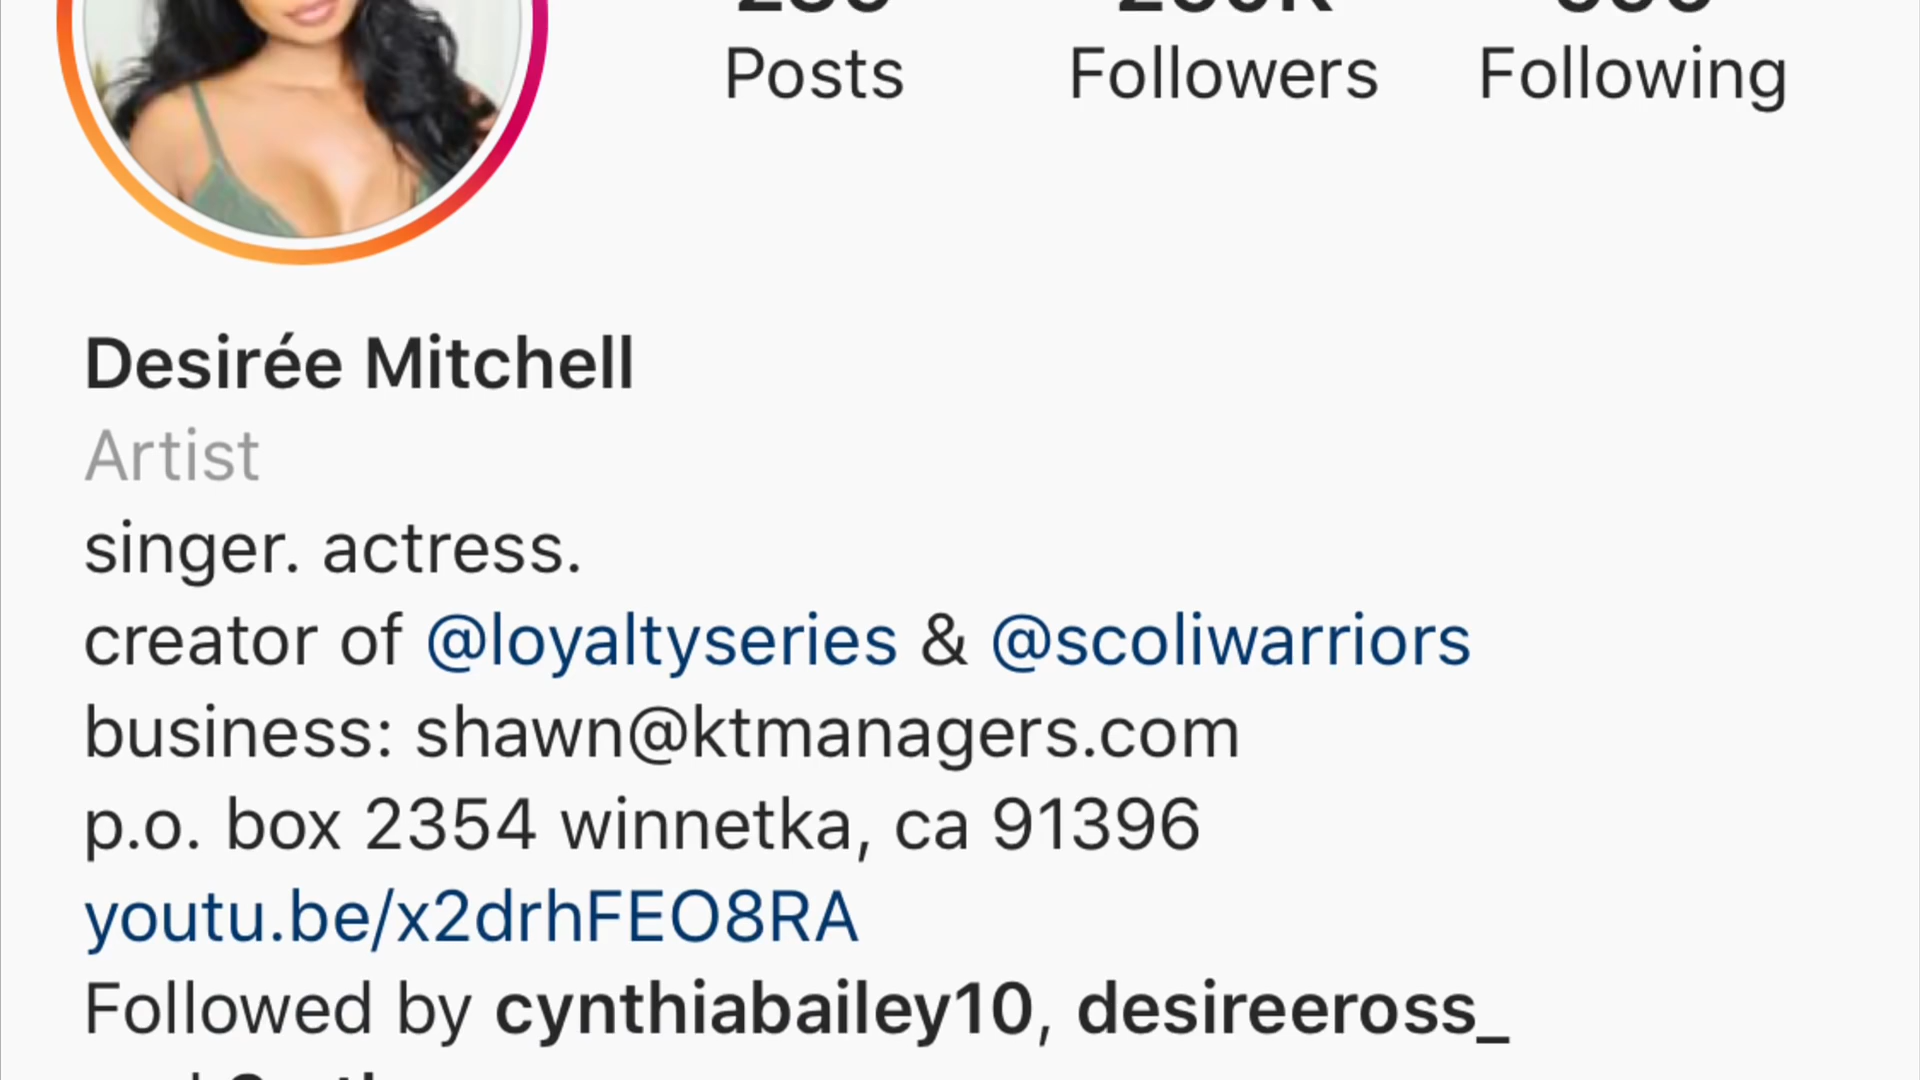 Posts Followers Following
Desirée Mitchell
Artist
singer. actress.
creator of @loyaltyseries & @scoliwarriors
business: shawn@ktmanagers.com
p.o. box 2354 winnetka, ca 91396
youtu.be/x2drhFEO8RA
Followed by cynthiabailey10, desireeross_